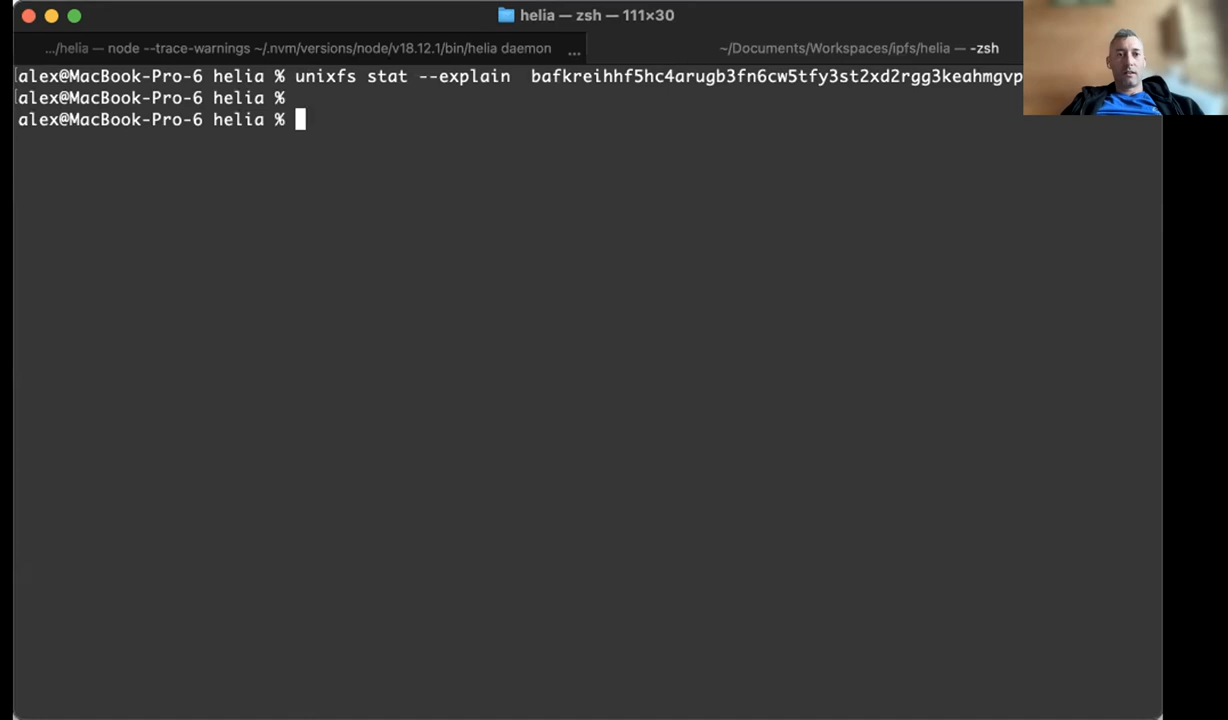 helia — zsh — 111×30
.../helia — node --trace-warnings ~/.nvm/versions/node/v18.12.1/bin/helia daemon ... ~/Documents/Workspaces/ipfs/helia — -zsh
[alex@MacBook-Pro-6 helia % unixfs stat --explain  bafkreihhf5hc4arugb3fn6cw5tfy3st2xd2rgg3keahmgvp
[alex@MacBook-Pro-6 helia %
alex@MacBook-Pro-6 helia %